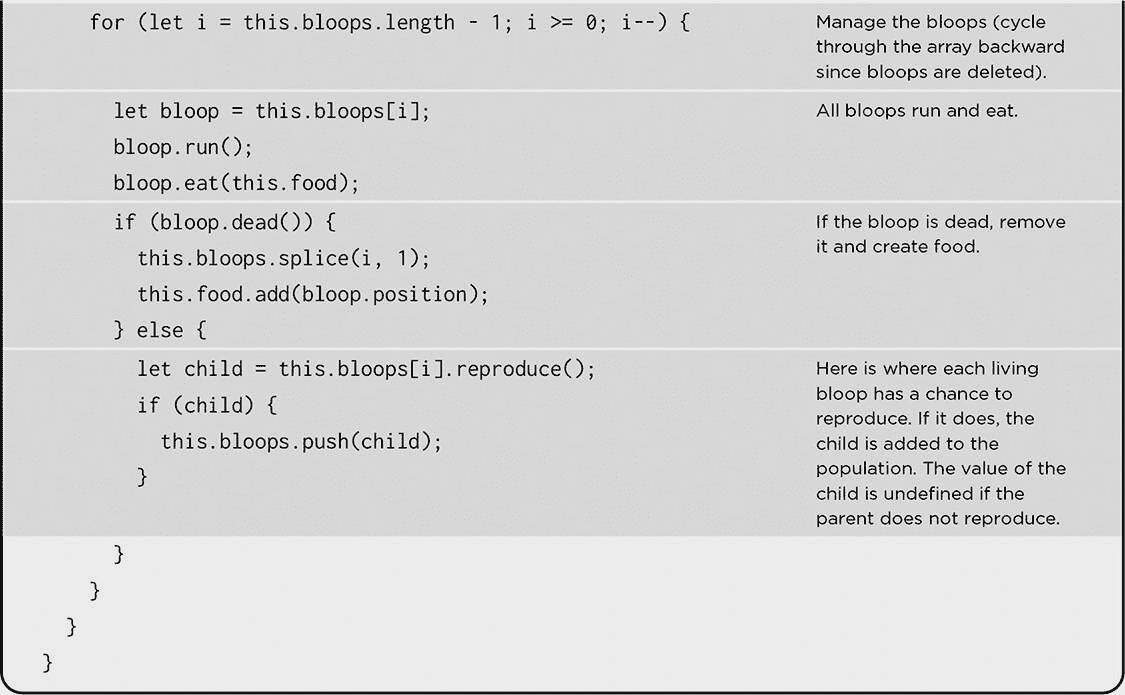 for (let i = this.bloops.length - 1; i >= 0; i--) {
Manage the bloops (cycle
through the array backward
since bloops are deleted).
let bloop = this.bloops[i];
bloop.run();
bloop.eat(this.food);
All bloops run and eat.
if (bloop.dead()) {
this.bloops.splice(i, 1);
this.food.add(bloop.position);
} else {
If the bloop is dead, remove
it and create food.
let child = this.bloops[i].reproduce();
if (child) {
this.bloops.push(child);
}
Here is where each living
bloop has a chance to
reproduce. If it does, the
child is added to the
population. The value of the
child is undefined if the
parent does not reproduce.
}
}
}
}